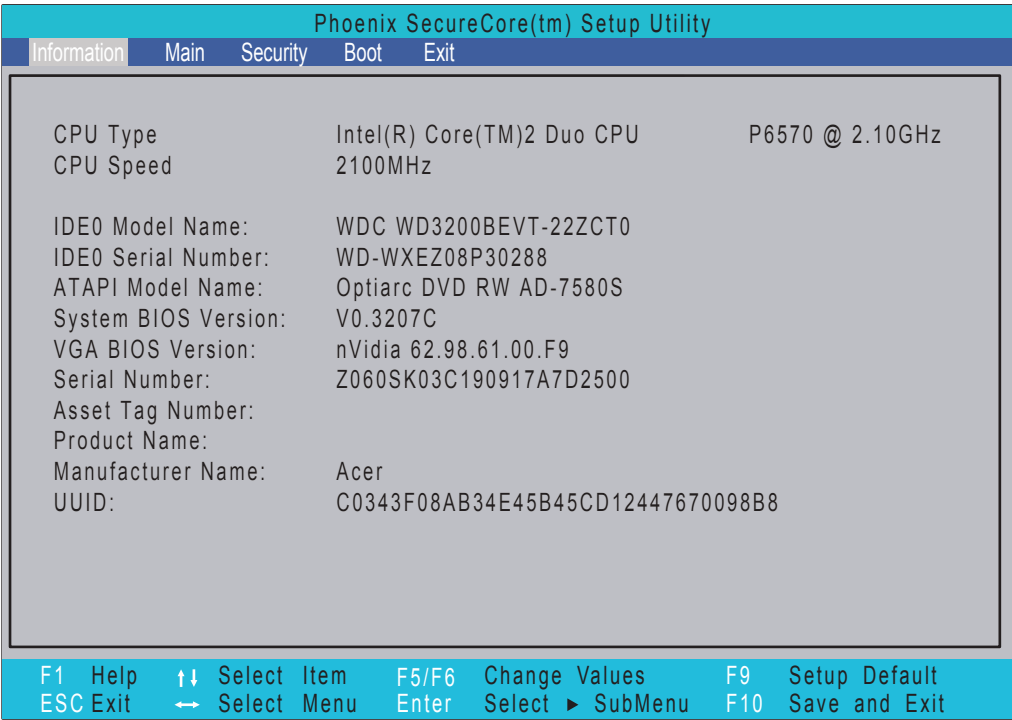 Phoenix SecureCore(tm) Setup Utility
Information Main Security Boot Exit
CPU Type Intel(R) Core(TM)2 Duo CPU P6570 @ 2.10GHz
CPU Speed 2100MHz
IDE0 Model Name: WDC WD3200BEVT-22ZCT0
IDE0 Serial Number: WD-WXEZ08P30288
ATAPI Model Name: Optiarc DVD RW AD-7580S
System BIOS Version: V0.3207C
VGA BIOS Version: nVidia 62.98.61.00.F9
Serial Number: Z060SK03C190917A7D2500
Asset Tag Number:
Product Name:
Manufacturer Name: Acer
UUID: C0343F08AB34E45B45CD12447670098B8
F1 Help ↑↓ Select Item F5/F6 Change Values F9 Setup Default
ESC Exit ↔ Select Menu Enter Select ► SubMenu F10 Save and Exit